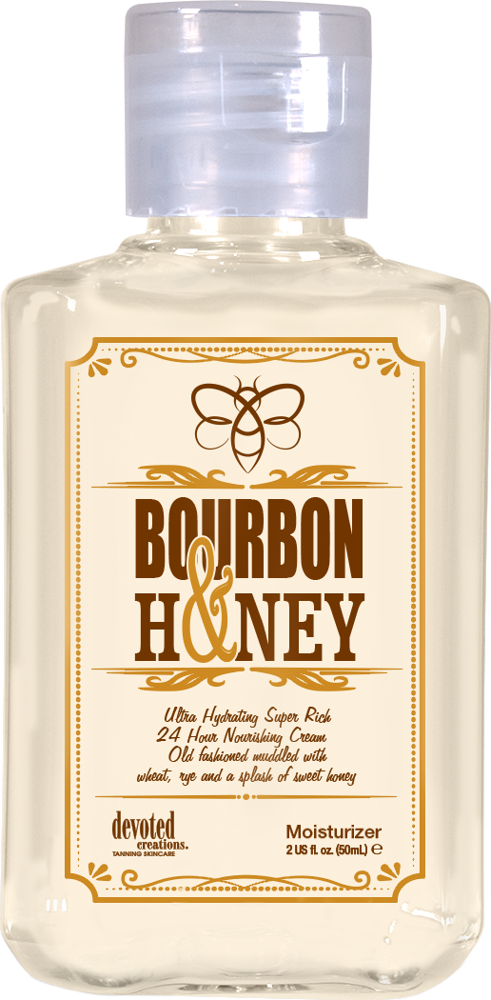 BOURBON
&
HONEY
Ultra Hydrating Super Rich
24 Hour Nourishing Cream
Old fashioned muddled with
wheat, rye and a splash of sweet honey
devoted
creations.
TANNING SKINCARE
Moisturizer
2 US fl. oz. (50mL) ℮